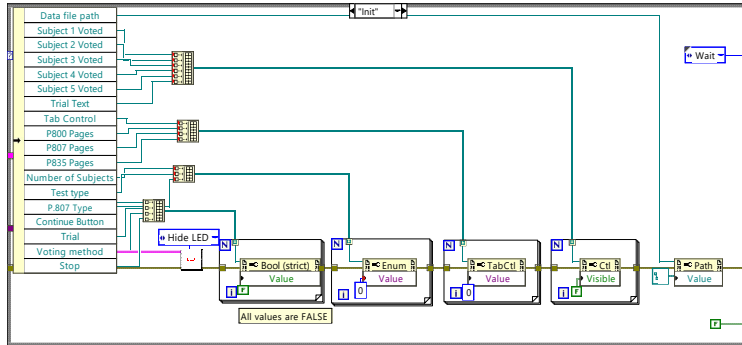 Data file path
"Init"
Subject 1 Voted
Subject 2 Voted
Subject 3 Voted
Subject 4 Voted
Subject 5 Voted
Trial Text
Tab Control
P800 Pages
P807 Pages
P835 Pages
Number of Subjects
Test type
P.807 Type
Continue Button
Trial
Voting method
Stop
Wait
Hide LED
N
N
N
N
Bool (strict)
Value
i
F
Enum
Value
i
0
TabCtl
Value
i
0
Ctl
Visible
i
F
Path
Value
All values are FALSE
F